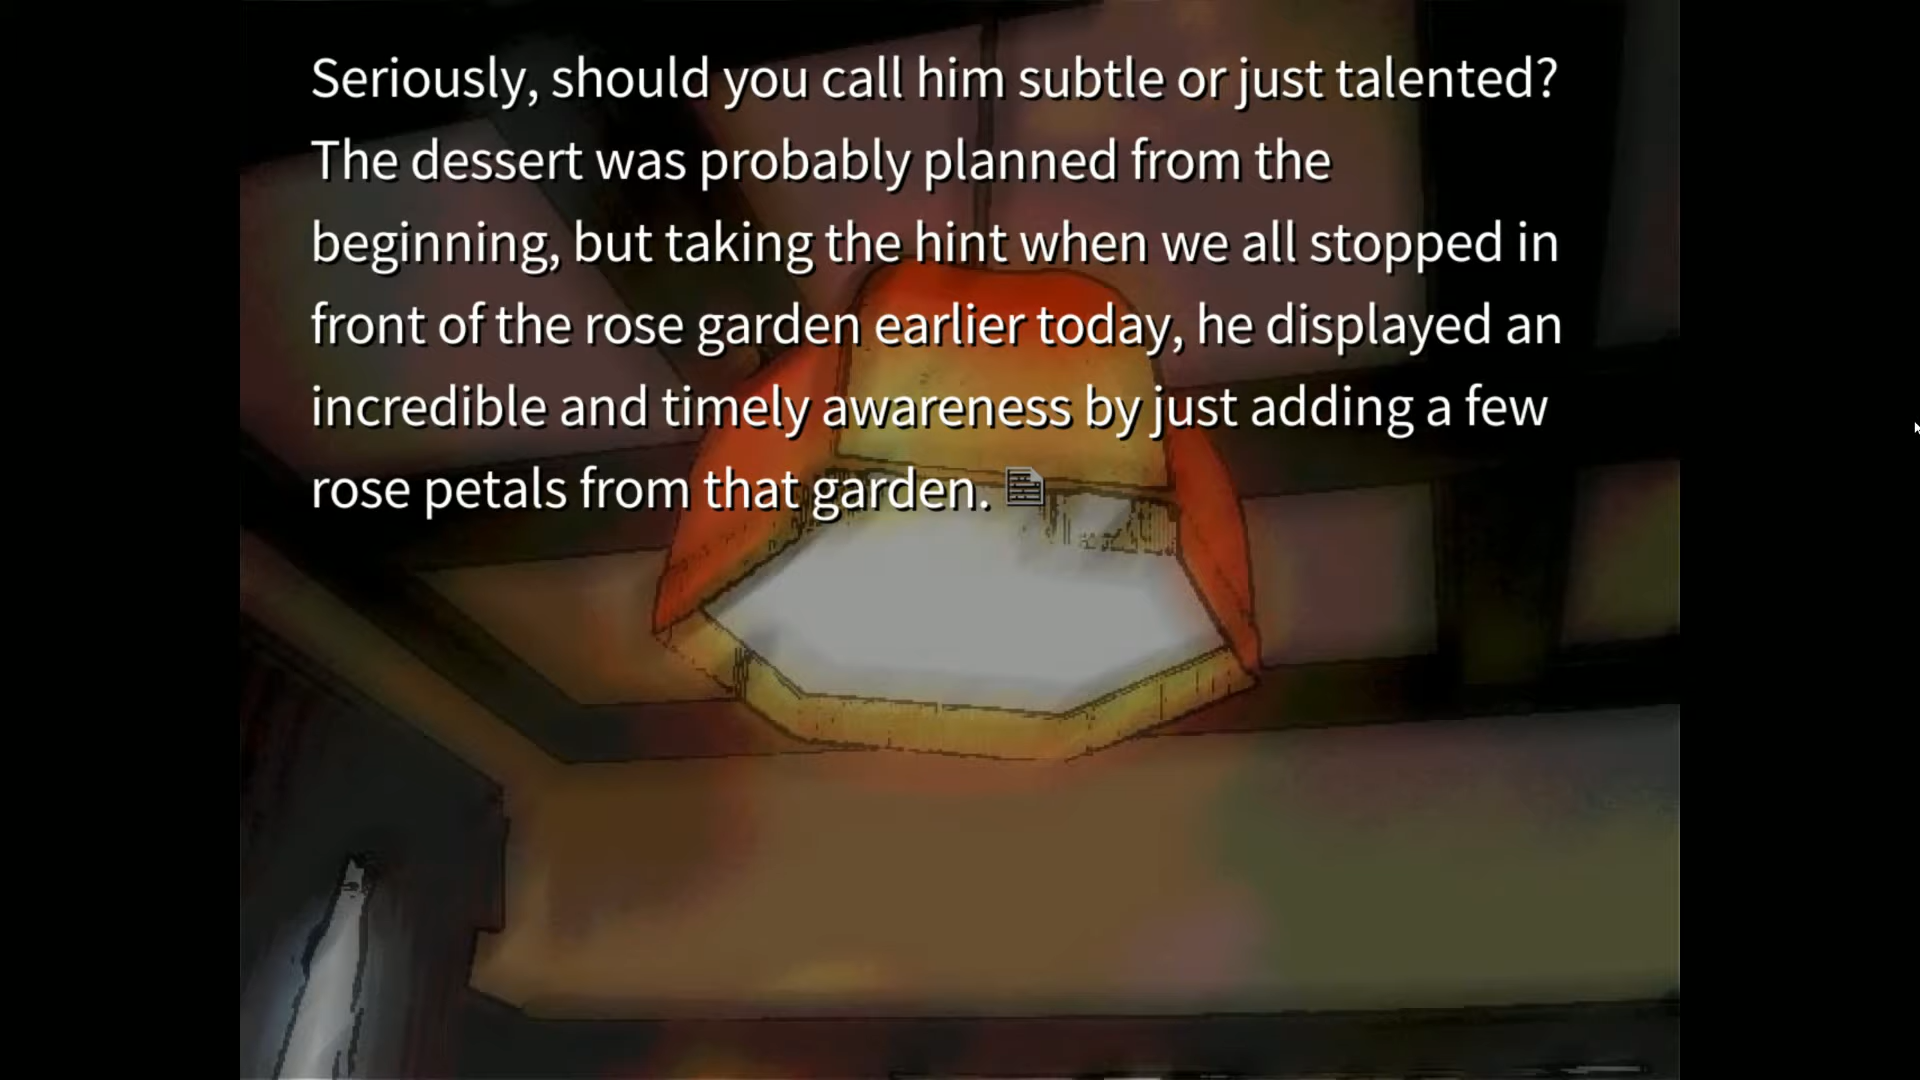 Seriously, should you call him subtle or just talented?
The dessert was probably planned from the
beginning, but taking the hint when we all stopped in
front of the rose garden earlier today, he displayed an
incredible and timely awareness by just adding a few
rose petals from that garden.